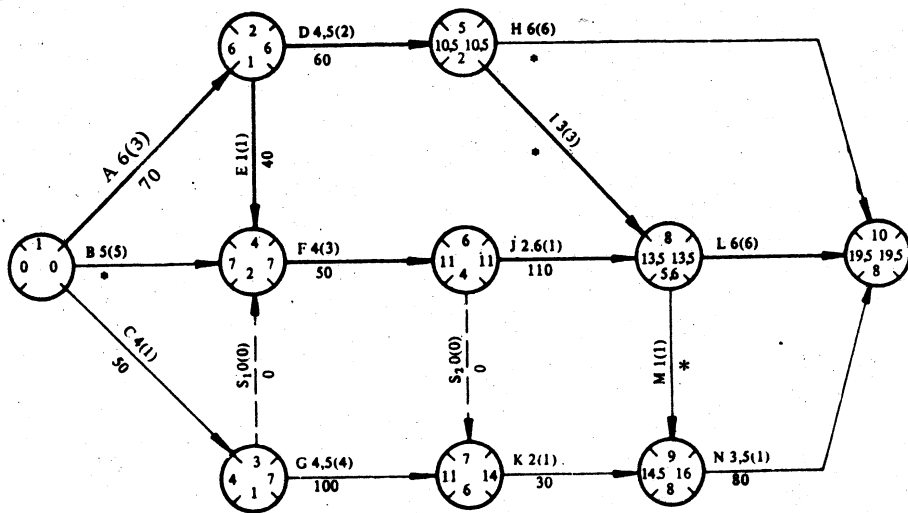 2
6 6
1
D 4,5(2)
60
5
10,5 10,5
2
H 6(6)
*
A 6(3)
70
E 1(1)
40
I 3(3)
*
1
0 0
B 5(5)
*
4
7 7
2
F 4(3)
50
6
11 11
4
J 2.6(1)
110
8
13,5 13,5
5,6
L 6(6)
10
19,5 19,5
8
C 4(1)
50
S1 0(0)
0
S2 0(0)
0
M 1(1)
*
3
4 7
1
G 4,5(4)
100
7
11 14
6
K 2(1)
30
9
14,5 16
8
N 3,5(1)
80